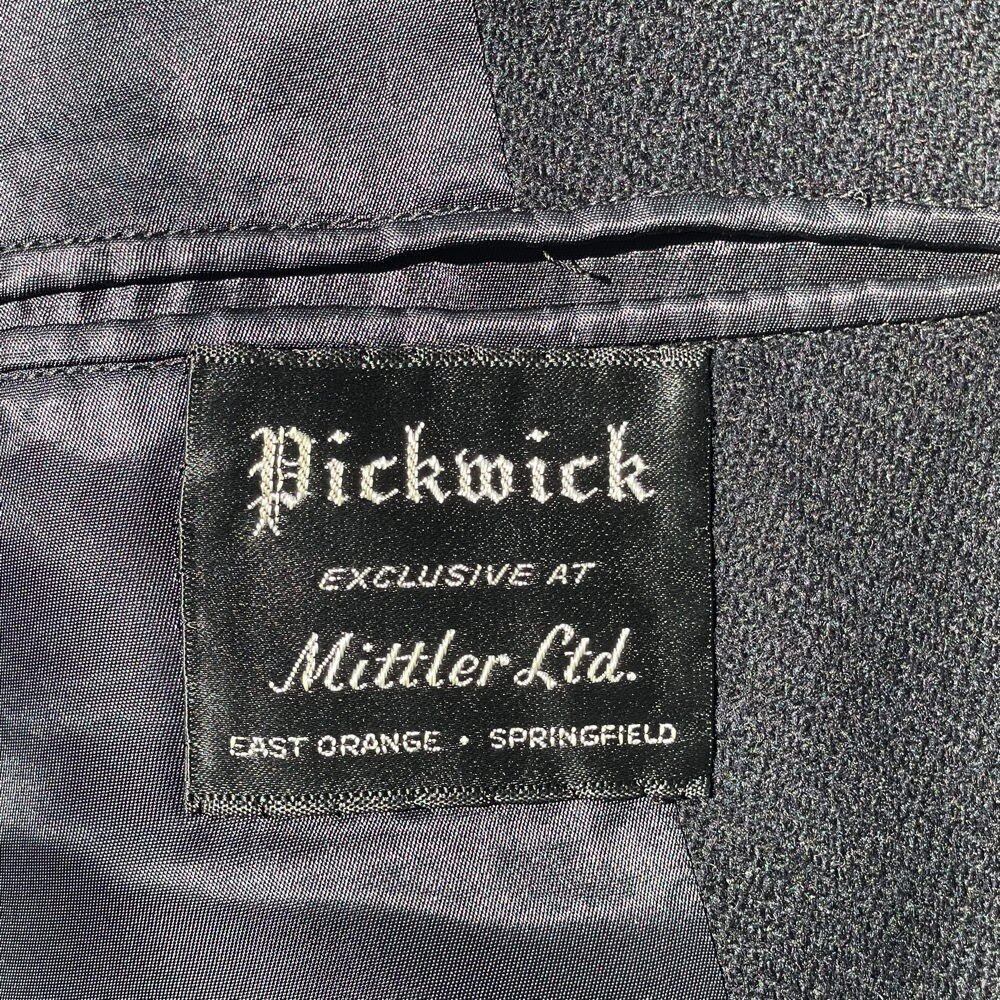 Pickwick
EXCLUSIVE AT
Mittler Ltd.
EAST ORANGE • SPRINGFIELD